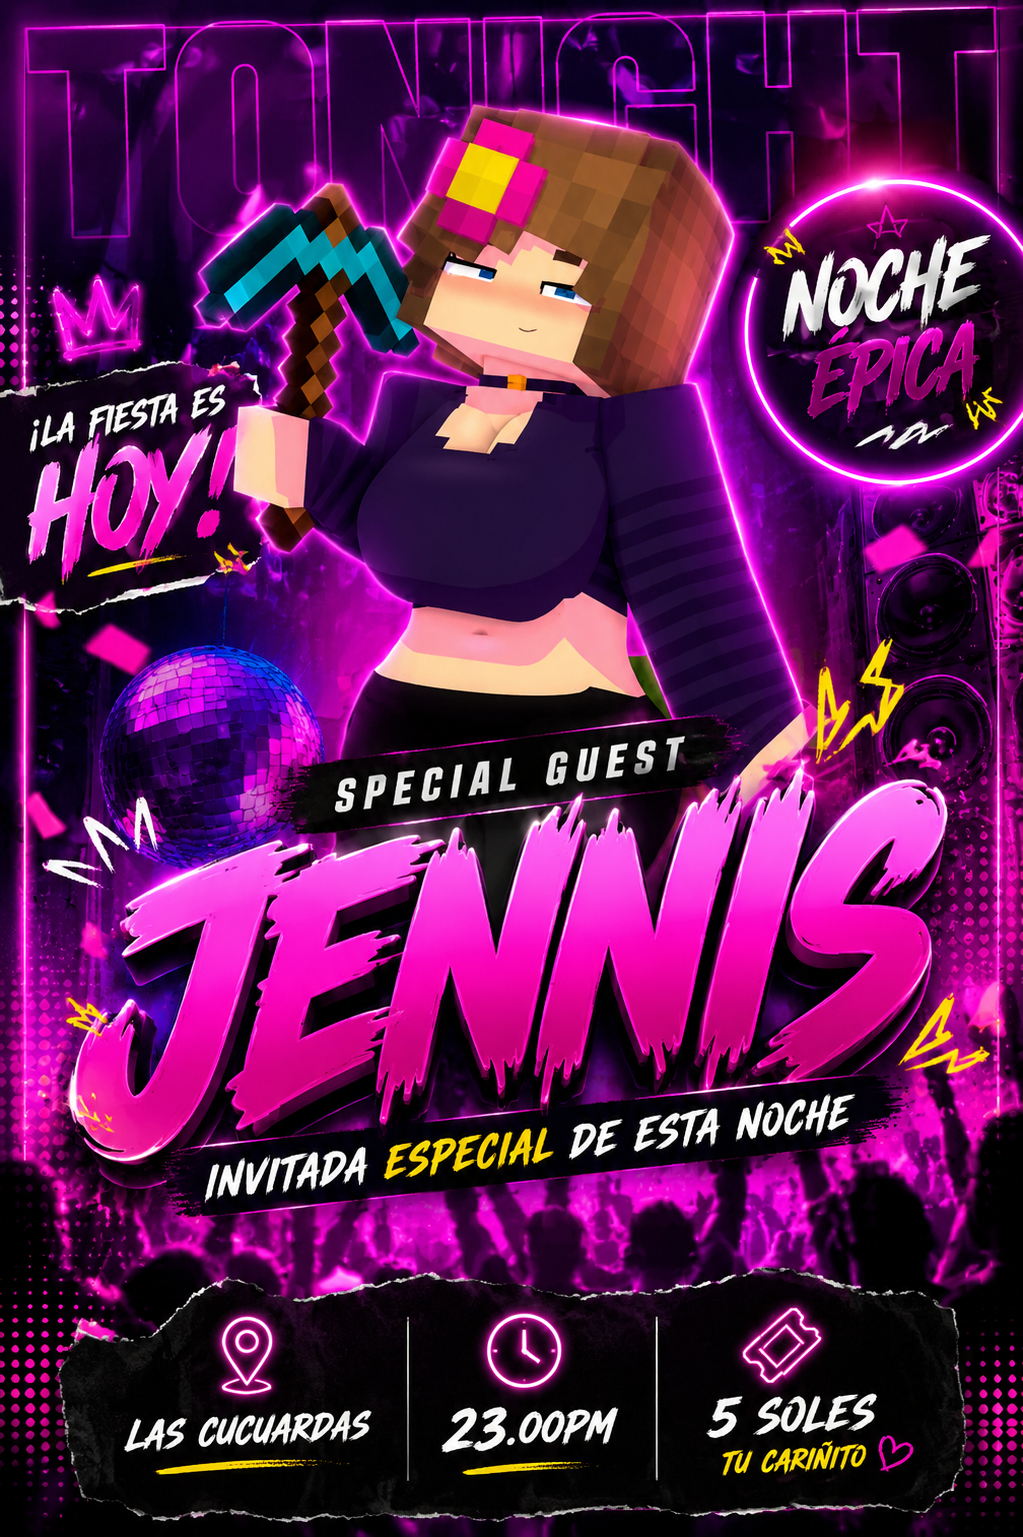 TONIGHT
NOCHE
ÉPICA
¡LA FIESTA ES
HOY!
SPECIAL GUEST
JENNIS
INVITADA ESPECIAL DE ESTA NOCHE
LAS CUCUARDAS
23.00PM
5 SOLES
TU CARIÑITO